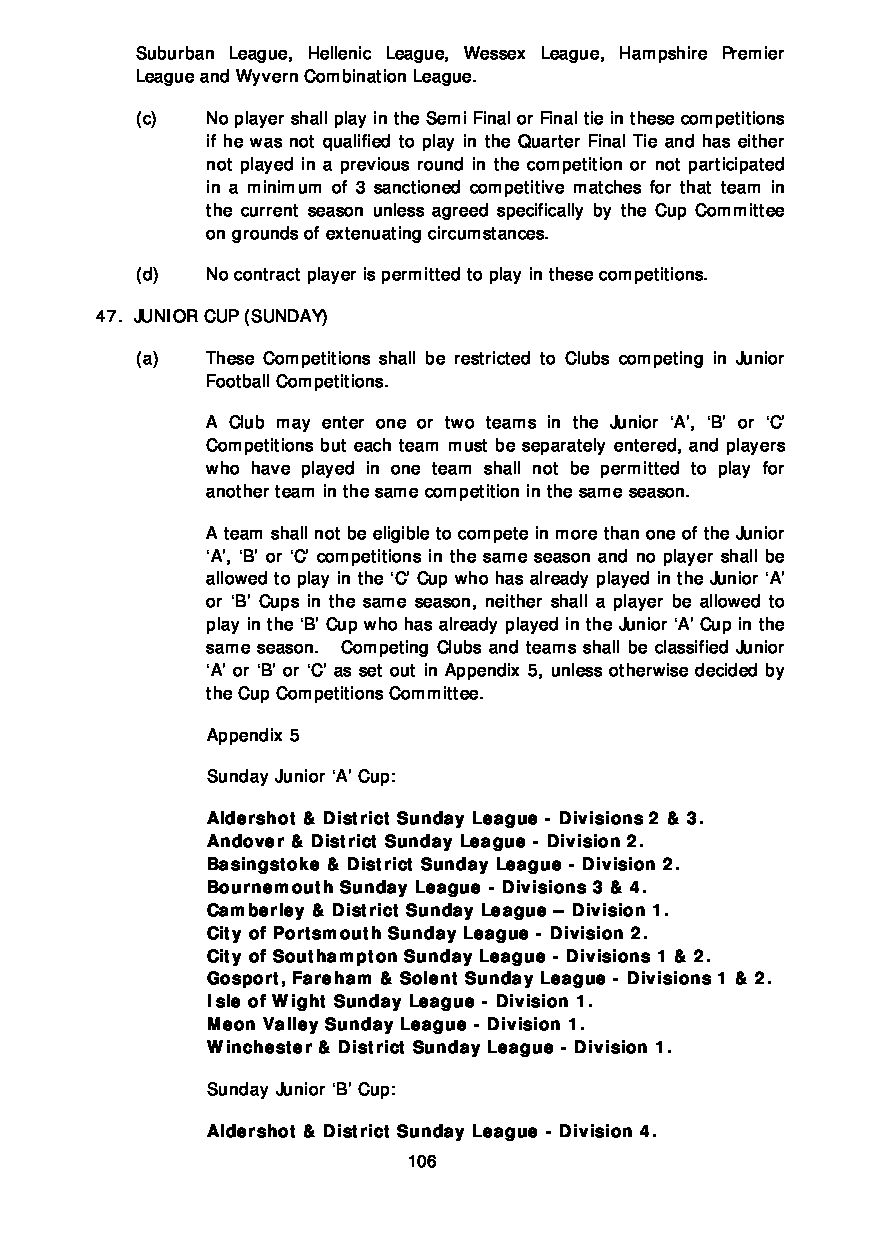 Suburban League, Hellenic League, Wessex League, Hampshire Premier
League and Wyvern Combination League.
(c) No player shall play in the Semi Final or Final tie in these competitions
if he was not qualified to play in the Quarter Final Tie and has either
not played in a previous round in the competition or not participated
in a minimum of 3 sanctioned competitive matches for that team in
the current season unless agreed specifically by the Cup Committee
on grounds of extenuating circumstances.
(d) No contract player is permitted to play in these competitions.
47. JUNIOR CUP (SUNDAY)
(a) These Competitions shall be restricted to Clubs competing in Junior
Football Competitions.
A Club may enter one or two teams in the Junior ‘A’, ‘B’ or ‘C’
Competitions but each team must be separately entered, and players
who have played in one team shall not be permitted to play for
another team in the same competition in the same season.
A team shall not be eligible to compete in more than one of the Junior
‘A’, ‘B’ or ‘C’ competitions in the same season and no player shall be
allowed to play in the ‘C’ Cup who has already played in the Junior ‘A’
or ‘B’ Cups in the same season, neither shall a player be allowed to
play in the ‘B’ Cup who has already played in the Junior ‘A’ Cup in the
same season. Competing Clubs and teams shall be classified Junior
‘A’ or ‘B’ or ‘C’ as set out in Appendix 5, unless otherwise decided by
the Cup Competitions Committee.
Appendix 5
Sunday Junior ‘A’ Cup:
Aldershot & District Sunday League - Divisions 2 & 3.
Andover & District Sunday League - Division 2.
Basingstoke & District Sunday League - Division 2.
Bournemouth Sunday League - Divisions 3 & 4.
Camberley & District Sunday League – Division 1.
City of Portsmouth Sunday League - Division 2.
City of Southampton Sunday League - Divisions 1 & 2.
Gosport, Fareham & Solent Sunday League - Divisions 1 & 2.
Isle of Wight Sunday League - Division 1.
Meon Valley Sunday League - Division 1.
Winchester & District Sunday League - Division 1.
Sunday Junior ‘B’ Cup:
Aldershot & District Sunday League - Division 4.
106